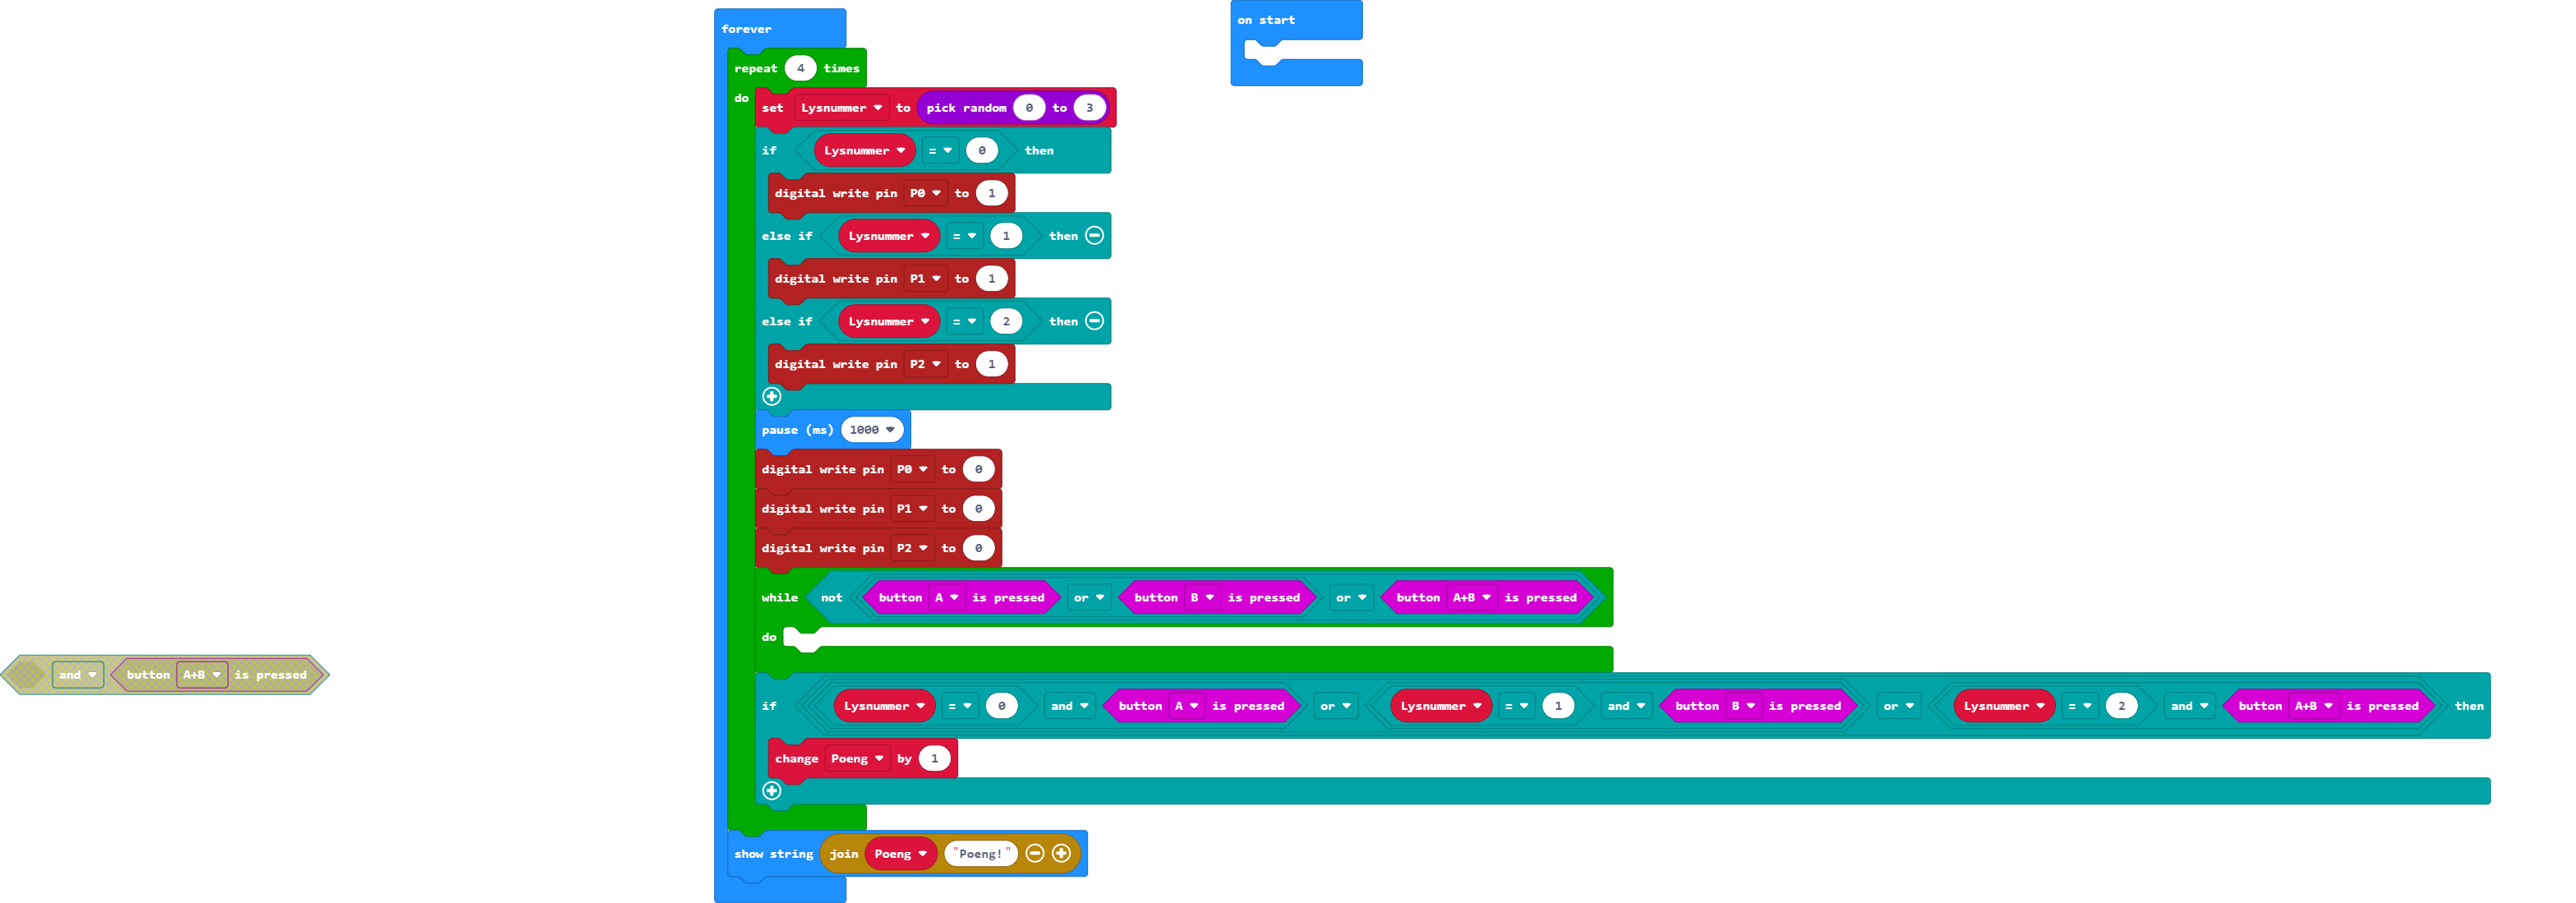 on start
forever
repeat 4 times
do
set Lysnummer to pick random 0 to 3
if Lysnummer = 0 then
digital write pin P0 to 1
else if Lysnummer = 1 then
digital write pin P1 to 1
else if Lysnummer = 2 then
digital write pin P2 to 1
pause (ms) 1000
digital write pin P0 to 0
digital write pin P1 to 0
digital write pin P2 to 0
while not button A is pressed or button B is pressed or button A+B is pressed
do
and button A+B is pressed
if Lysnummer = 0 and button A is pressed or Lysnummer = 1 and button B is pressed or Lysnummer = 2 and button A+B is pressed then
change Poeng by 1
show string join Poeng "Poeng!"